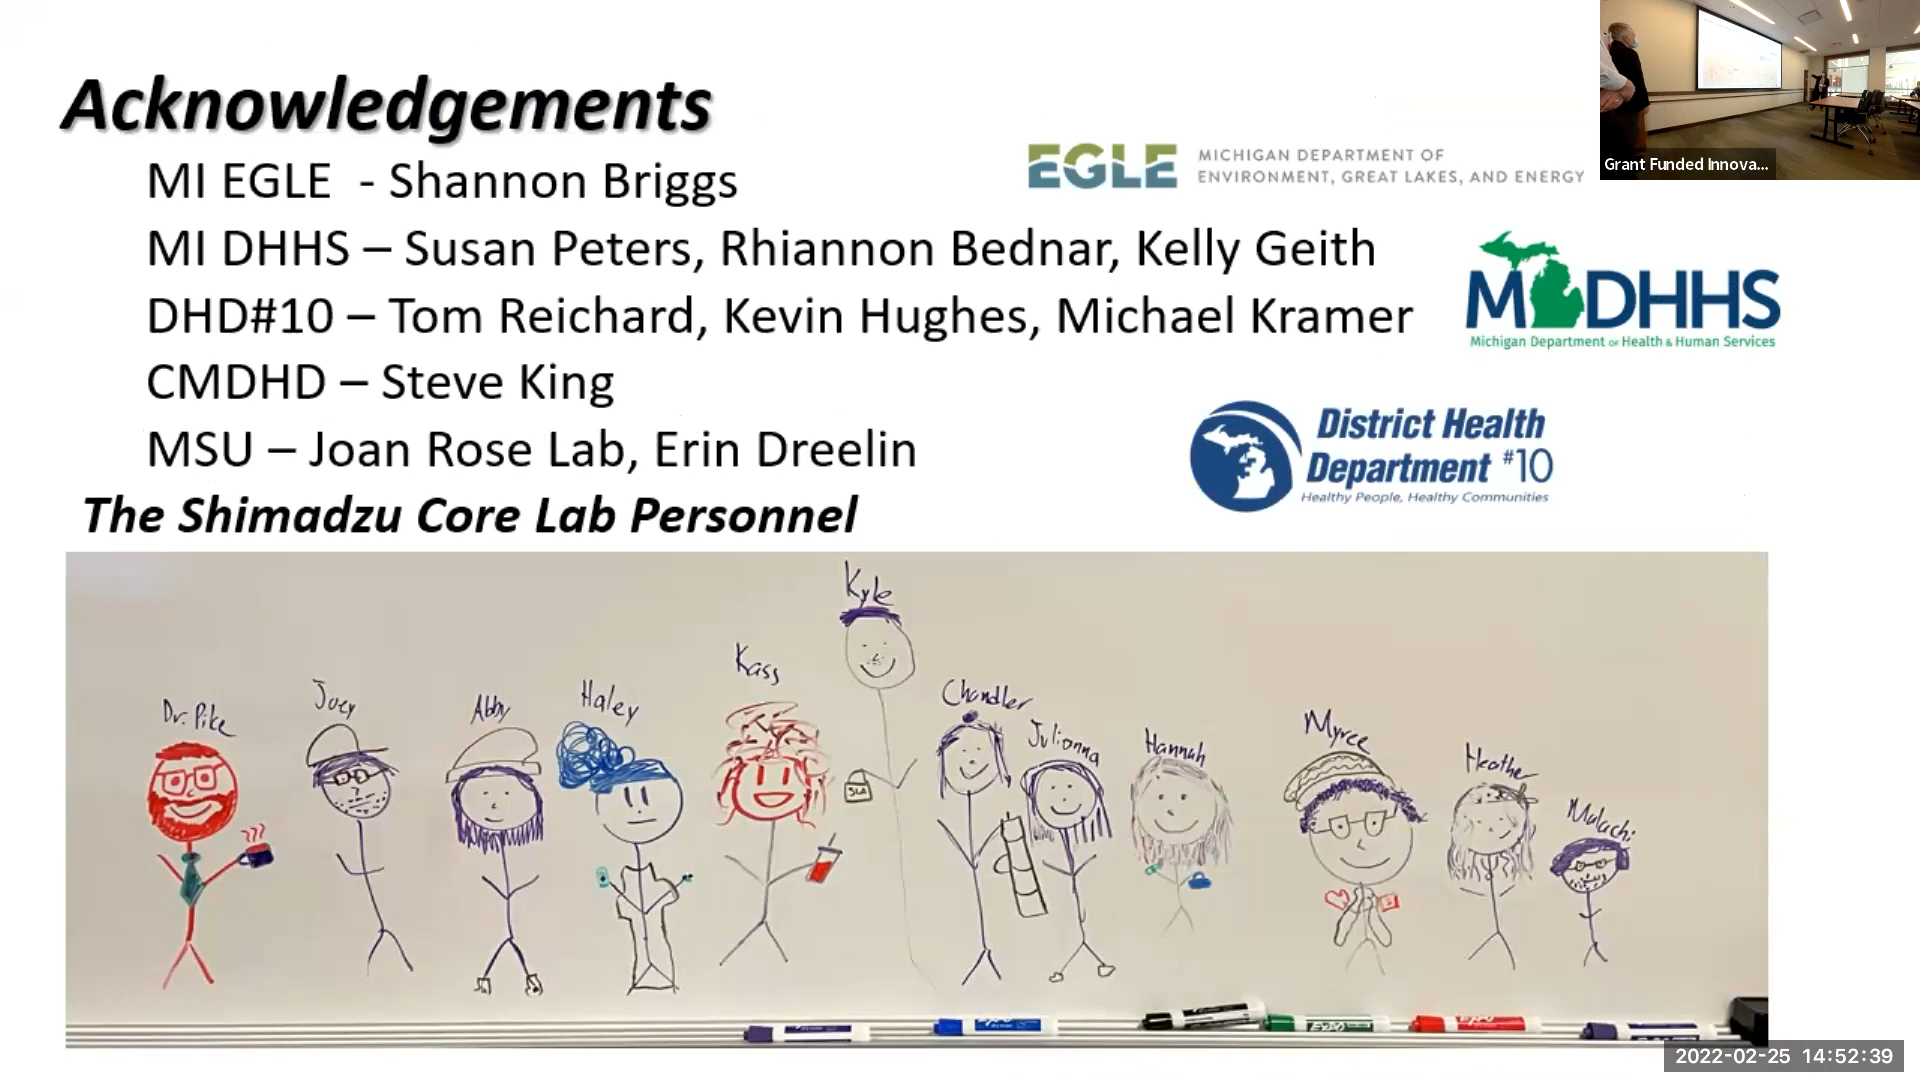 Acknowledgements
MI EGLE - Shannon Briggs
EGLE
MICHIGAN DEPARTMENT OF
ENVIRONMENT, GREAT LAKES, AND ENERGY
Grant Funded Innova...
MI DHHS – Susan Peters, Rhiannon Bednar, Kelly Geith
MDHHS
Michigan Department of Health & Human Services
DHD#10 – Tom Reichard, Kevin Hughes, Michael Kramer
CMDHD – Steve King
District Health
Department #10
Healthy People, Healthy Communities
MSU – Joan Rose Lab, Erin Dreelin
The Shimadzu Core Lab Personnel
Dr. Pike
Joey
Abby
Haley
Kass
Kyle
Chandler
Julianna
Hannah
Myree
Heather
Malachi
EXPO
EXPO
2022-02-25 14:52:39